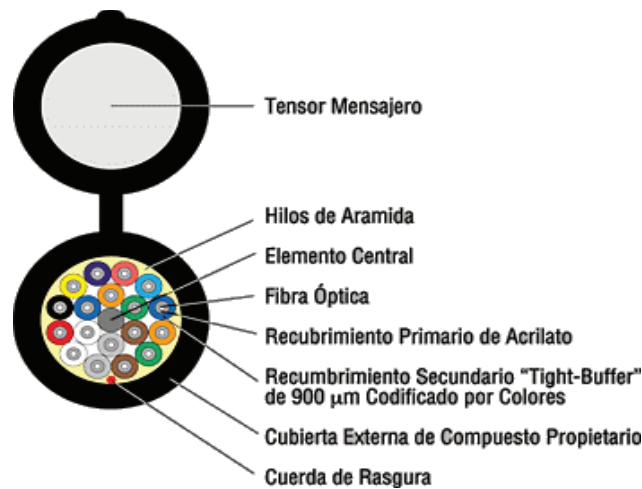 Tensor Mensajero
Hilos de Aramida
Elemento Central
Fibra Óptica
Recubrimiento Primario de Acrilato
Recumbrimiento Secundario “Tight-Buffer”
de 900 μm Codificado por Colores
Cubierta Externa de Compuesto Propietario
Cuerda de Rasgura